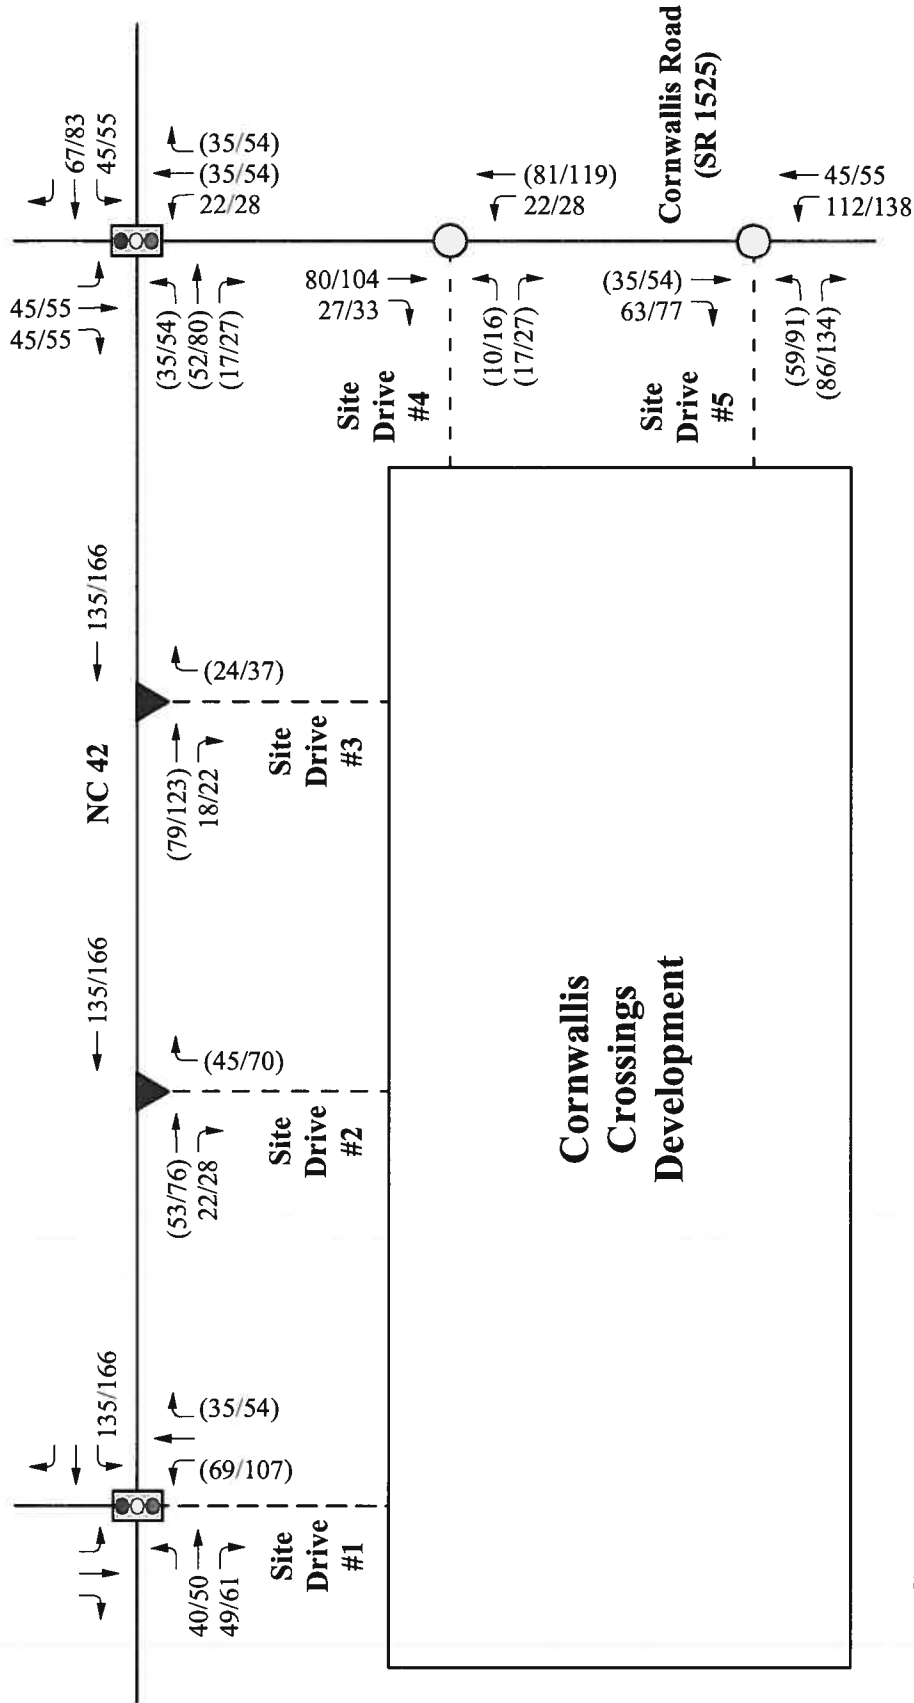 67/83
45/55
(35/54)
(35/54)
22/28
45/55
45/55
(35/54)
(52/80)
(17/27)
Cornwallis Road
(SR 1525)
(81/119)
22/28
80/104
27/33
(10/16)
(17/27)
Site
Drive
#4
45/55
112/138
(35/54)
63/77
(59/91)
(86/134)
Site
Drive
#5
135/166
NC 42
(24/37)
(79/123)
18/22
Site
Drive
#3
135/166
(45/70)
(53/76)
22/28
Site
Drive
#2
135/166
(35/54)
(69/107)
40/50
49/61
Site
Drive
#1
Cornwallis
Crossings
Development